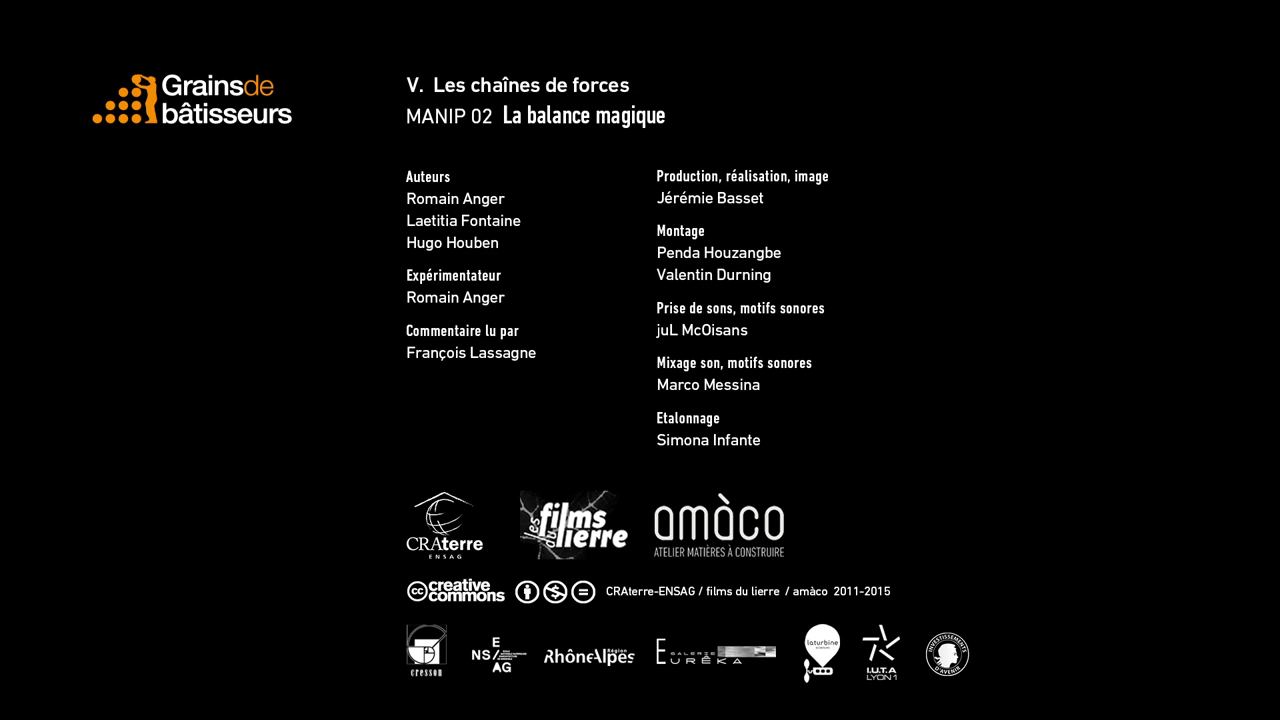 Grainsde
bâtisseurs
V. Les chaînes de forces
MANIP 02 La balance magique
Auteurs
Romain Anger
Laetitia Fontaine
Hugo Houben
Expérimentateur
Romain Anger
Commentaire lu par
François Lassagne
Production, réalisation, image
Jérémie Basset
Montage
Penda Houzangbe
Valentin Durning
Prise de sons, motifs sonores
juL McOisans
Mixage son, motifs sonores
Marco Messina
Etalonnage
Simona Infante
CRAterre
ENSAG
les films
du lierre
amàco
ATELIER MATIÈRES À CONSTRUIRE
cc creative
commons
CRAterre-ENSAG / films du lierre / amàco 2011-2015
cresson
E
NS/
AG
Région
RhôneAlpes
GALERIE
EURÊKA
laturbine
I.U.T.A
LYON 1
INVESTISSEMENTS
D'AVENIR